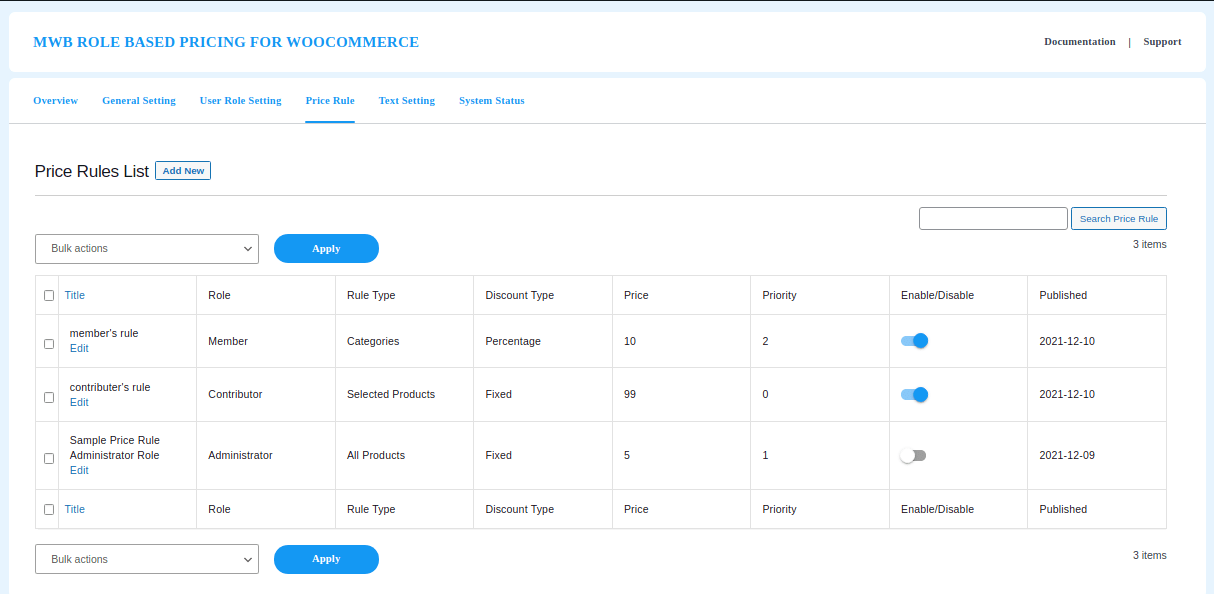 MWB ROLE BASED PRICING FOR WOOCOMMERCE
Documentation | Support
Overview General Setting User Role Setting Price Rule Text Setting System Status
Price Rules List Add New
Search Price Rule
Bulk actions Apply 3 items
Title Role Rule Type Discount Type Price Priority Enable/Disable Published
member's rule
Edit
Member Categories Percentage 10 2 2021-12-10
contributer's rule
Edit
Contributor Selected Products Fixed 99 0 2021-12-10
Sample Price Rule
Administrator Role
Edit
Administrator All Products Fixed 5 1 2021-12-09
Title Role Rule Type Discount Type Price Priority Enable/Disable Published
Bulk actions Apply 3 items